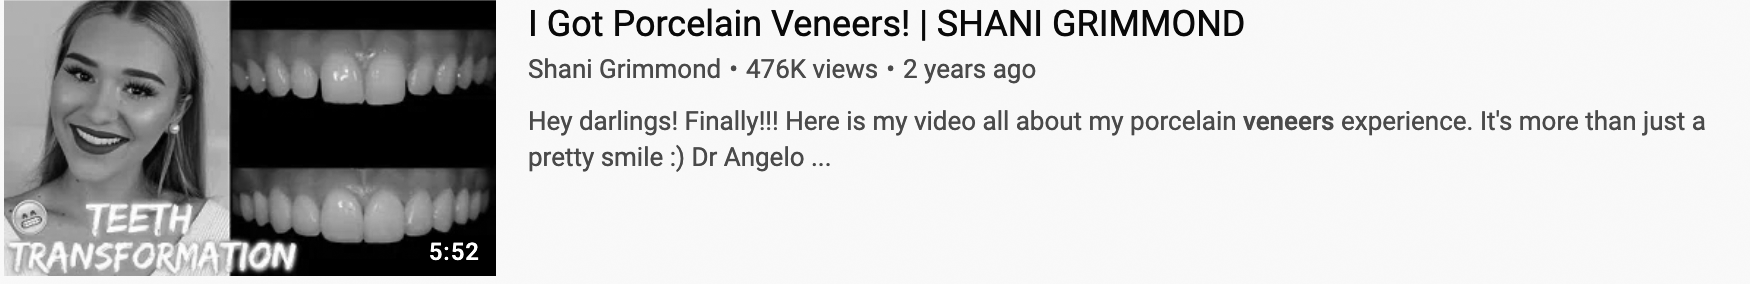 TEETH
TRANSFORMATION
5:52
I Got Porcelain Veneers! | SHANI GRIMMOND
Shani Grimmond • 476K views • 2 years ago
Hey darlings! Finally!!! Here is my video all about my porcelain veneers experience. It's more than just a
pretty smile :) Dr Angelo ...